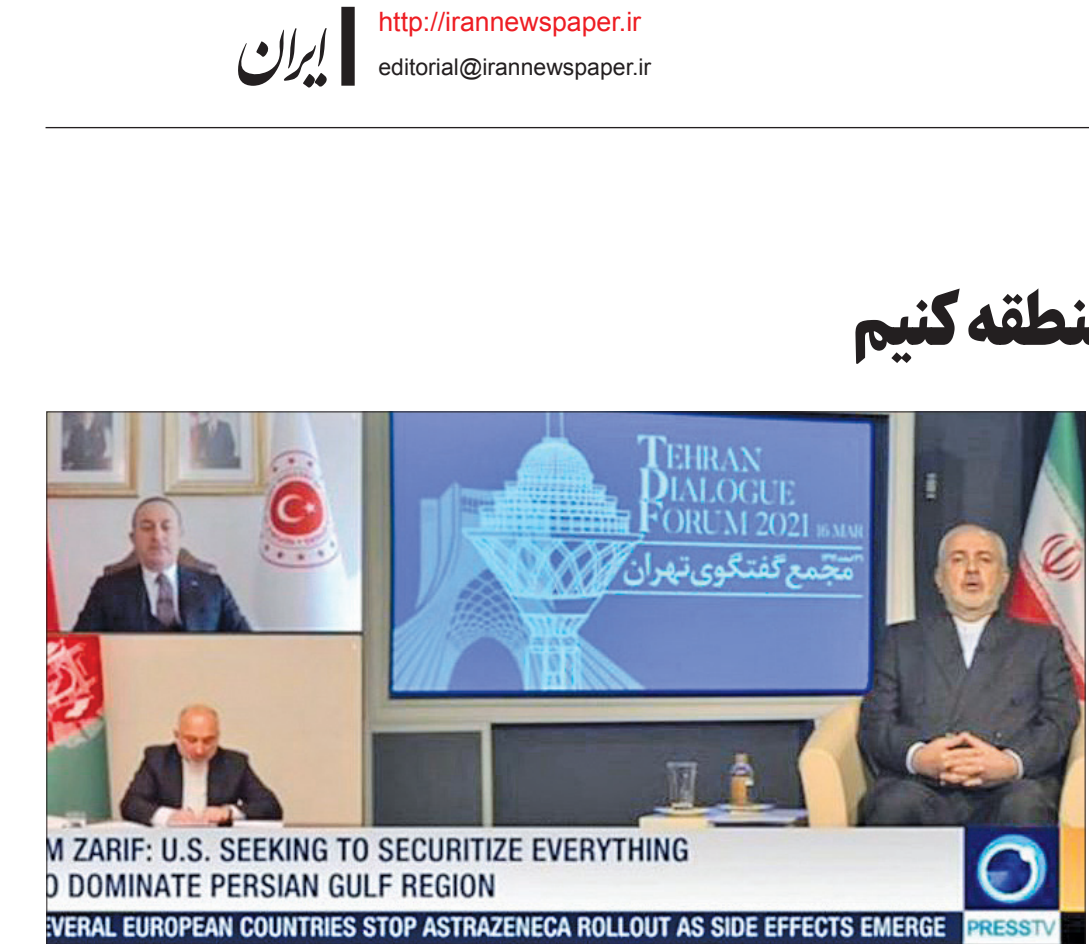 http://irannewspaper.ir
editorial@irannewspaper.ir
ایران
نطقه کنیم
TEHRAN
DIALOGUE
FORUM 2021 16 MAR
مجمع گفتگوی تهران
M ZARIF: U.S. SEEKING TO SECURITIZE EVERYTHING
O DOMINATE PERSIAN GULF REGION
EVERAL EUROPEAN COUNTRIES STOP ASTRAZENECA ROLLOUT AS SIDE EFFECTS EMERGE
PRESSTV